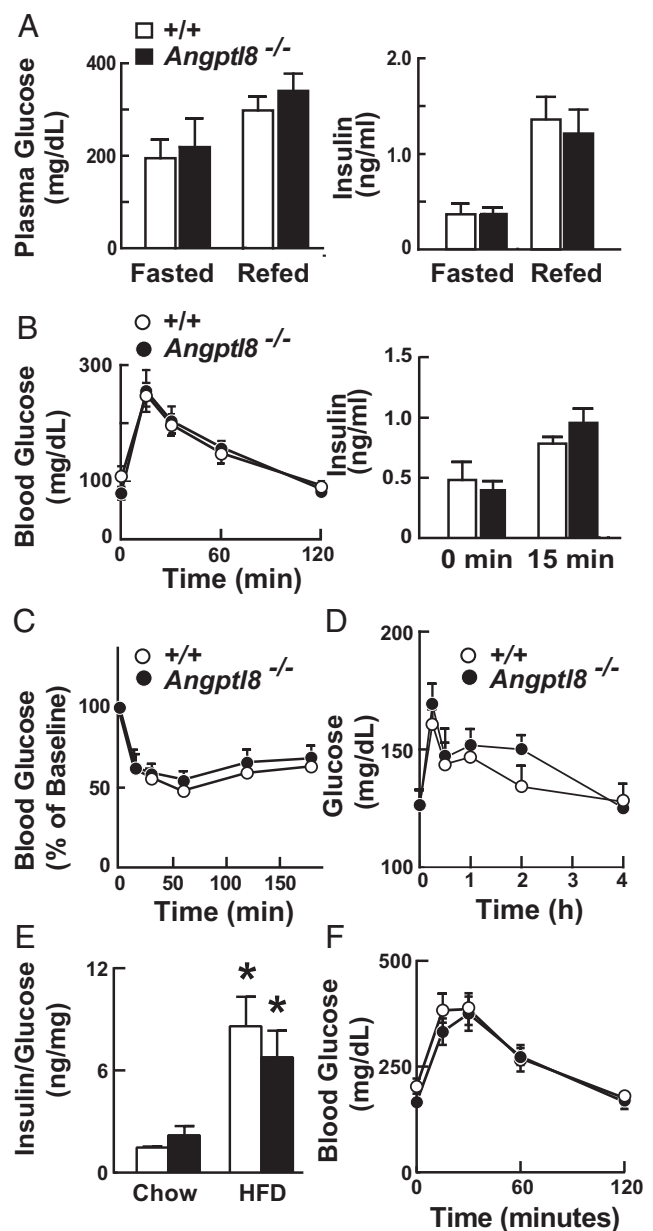 A
+/+
Angptl8 -/-
Plasma Glucose
(mg/dL)
400
200
0
Fasted Refed
Insulin
(ng/ml)
2.0
1.0
0
Fasted Refed
B
+/+
Angptl8 -/-
Blood Glucose
(mg/dL)
300
100
0
0 60 120
Time (min)
Insulin
(ng/ml)
1.5
1.0
0.5
0
0 min 15 min
C
+/+
Angptl8 -/-
Blood Glucose
(% of Baseline)
100
50
0
0 50 100 150
Time (min)
D
+/+
Angptl8 -/-
Glucose
(mg/dL)
200
150
100
0 1 2 3 4
Time (h)
E
Insulin/Glucose
(ng/mg)
12
6
0
* *
Chow HFD
F
Blood Glucose
(mg/dL)
500
250
0
0 60 120
Time (minutes)